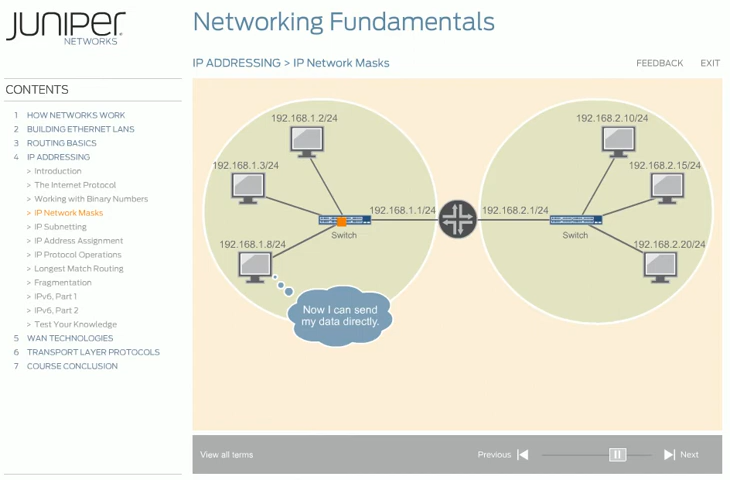 JUNIPER
NETWORKS
Networking Fundamentals
IP ADDRESSING > IP Network Masks
FEEDBACK
EXIT
CONTENTS
1 HOW NETWORKS WORK
2 BUILDING ETHERNET LANS
3 ROUTING BASICS
4 IP ADDRESSING
> Introduction
> The Internet Protocol
> Working with Binary Numbers
> IP Network Masks
> IP Subnetting
> IP Address Assignment
> IP Protocol Operations
> Longest Match Routing
> Fragmentation
> IPv6, Part 1
> IPv6, Part 2
> Test Your Knowledge
5 WAN TECHNOLOGIES
6 TRANSPORT LAYER PROTOCOLS
7 COURSE CONCLUSION
192.168.1.2/24
192.168.1.3/24
192.168.1.1/24
Switch
192.168.1.8/24
Now I can send
my data directly.
192.168.2.10/24
192.168.2.15/24
192.168.2.1/24
Switch
192.168.2.20/24
View all terms
Previous
Next